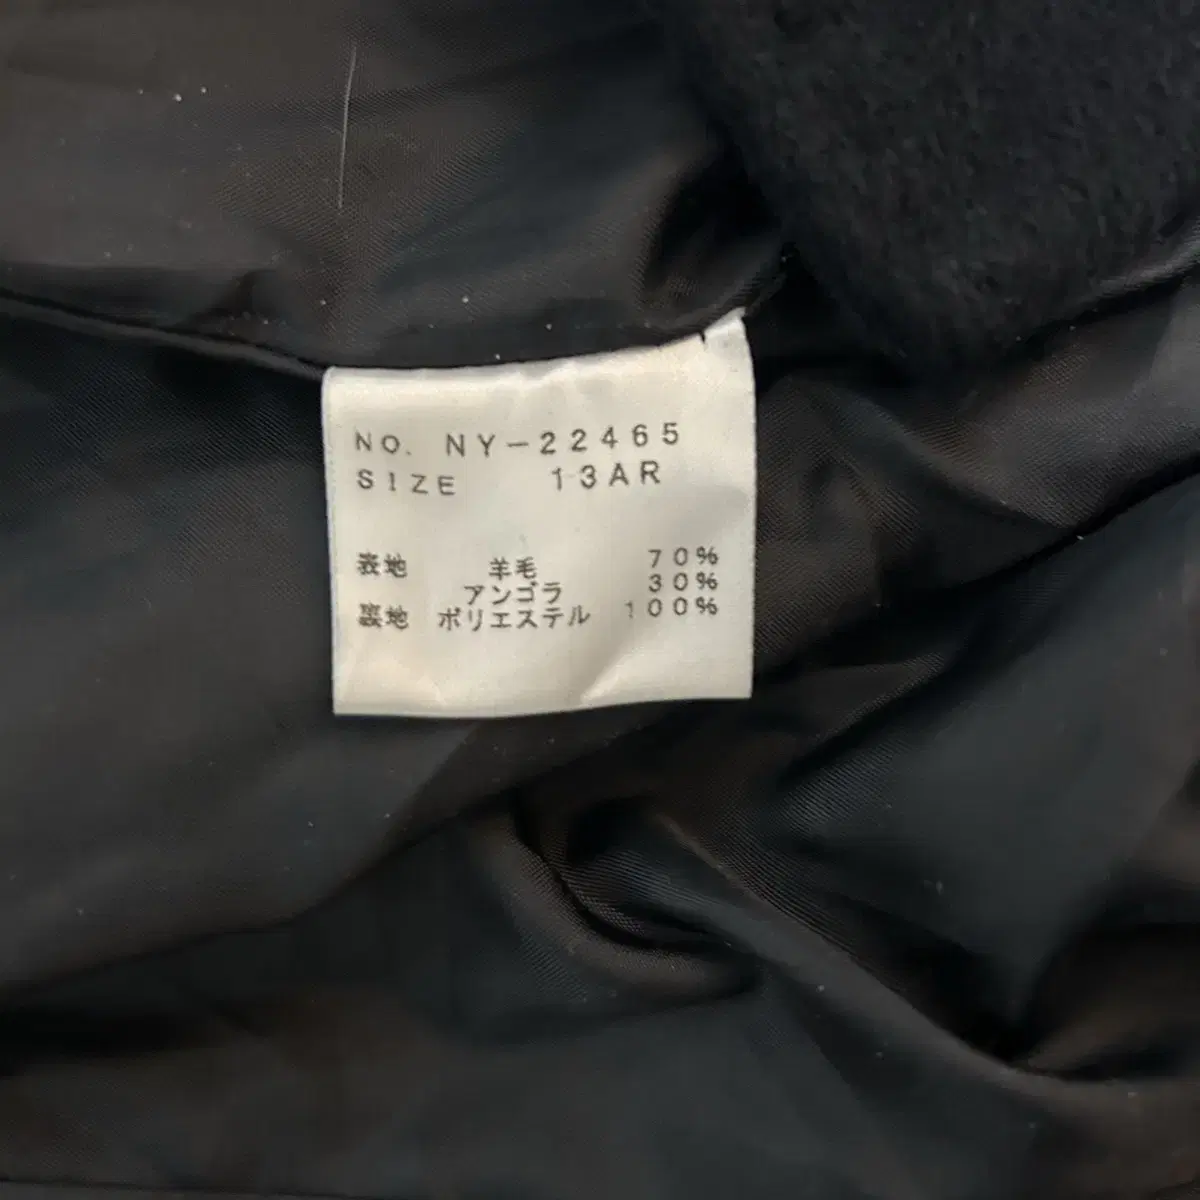 NO. NY-22465
SIZE 13AR
表地 羊毛 70%
アンゴラ 30%
裏地 ポリエステル 100%